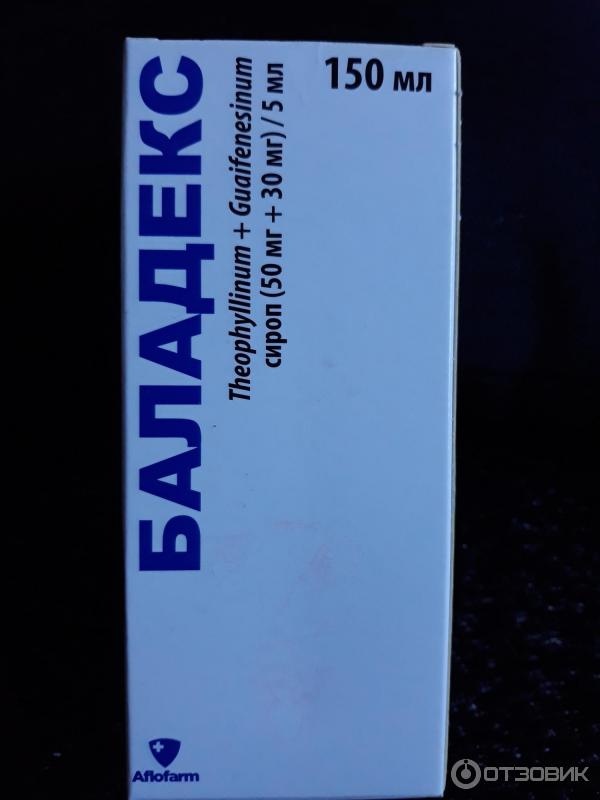 БАЛАДЕКС
Theophyllinum + Guaifenesinum
сироп (50 мг + 30 мг) / 5 мл
150 мл
Aflofarm
ОТЗОВИК